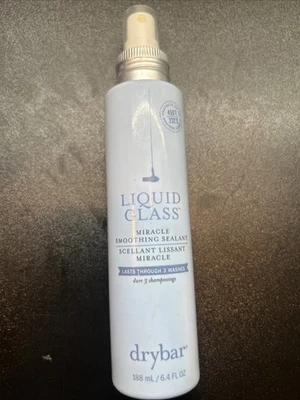 LIQUID
GLASS™
MIRACLE
SMOOTHING SEALANT
SCELLANT LISSANT
MIRACLE
LASTS THROUGH 3 WASHES
dure 3 shampooings
drybar®
188 mL / 6.4 FL OZ